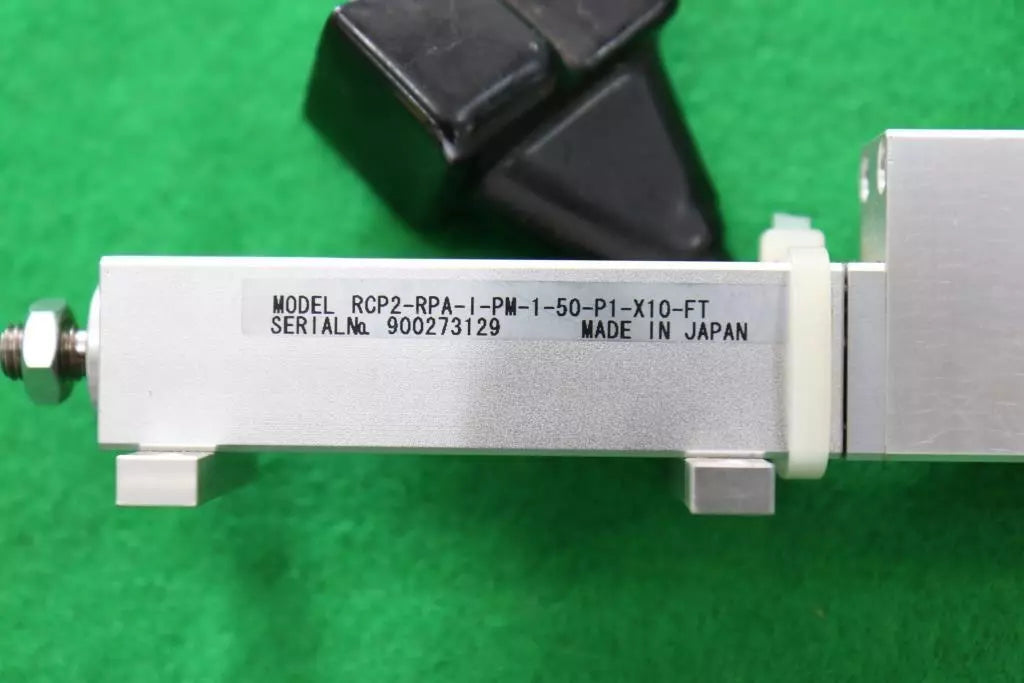 MODEL RCP2-RPA-I-PM-1-50-P1-X10-FT
SERIAL№ 900273129 MADE IN JAPAN